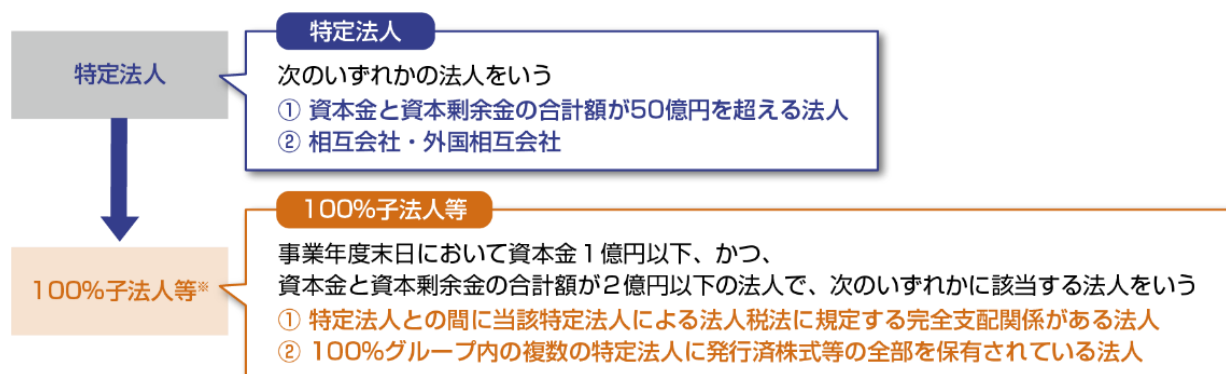 特定法人
特定法人
次のいずれかの法人をいう
① 資本金と資本剰余金の合計額が50億円を超える法人
② 相互会社・外国相互会社
100%子法人等※
100%子法人等
事業年度末日において資本金1億円以下、かつ、
資本金と資本剰余金の合計額が2億円以下の法人で、次のいずれかに該当する法人をいう
① 特定法人との間に当該特定法人による法人税法に規定する完全支配関係がある法人
② 100%グループ内の複数の特定法人に発行済株式等の全部を保有されている法人